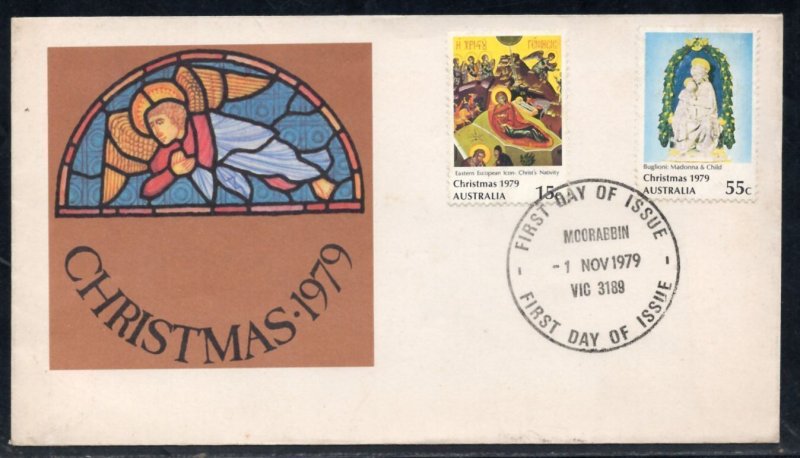 CHRISTMAS·1979
Η ΧΡΙΣΤΟΥ ΓΕΝΝΗΣΙΣ
Eastern European Icon: Christ's Nativity
Christmas 1979 15c
AUSTRALIA
Buglioni: Madonna & Child
Christmas 1979 55c
AUSTRALIA
FIRST DAY OF ISSUE
MOORABBIN
-1 NOV 1979
VIC 3189
FIRST DAY OF ISSUE